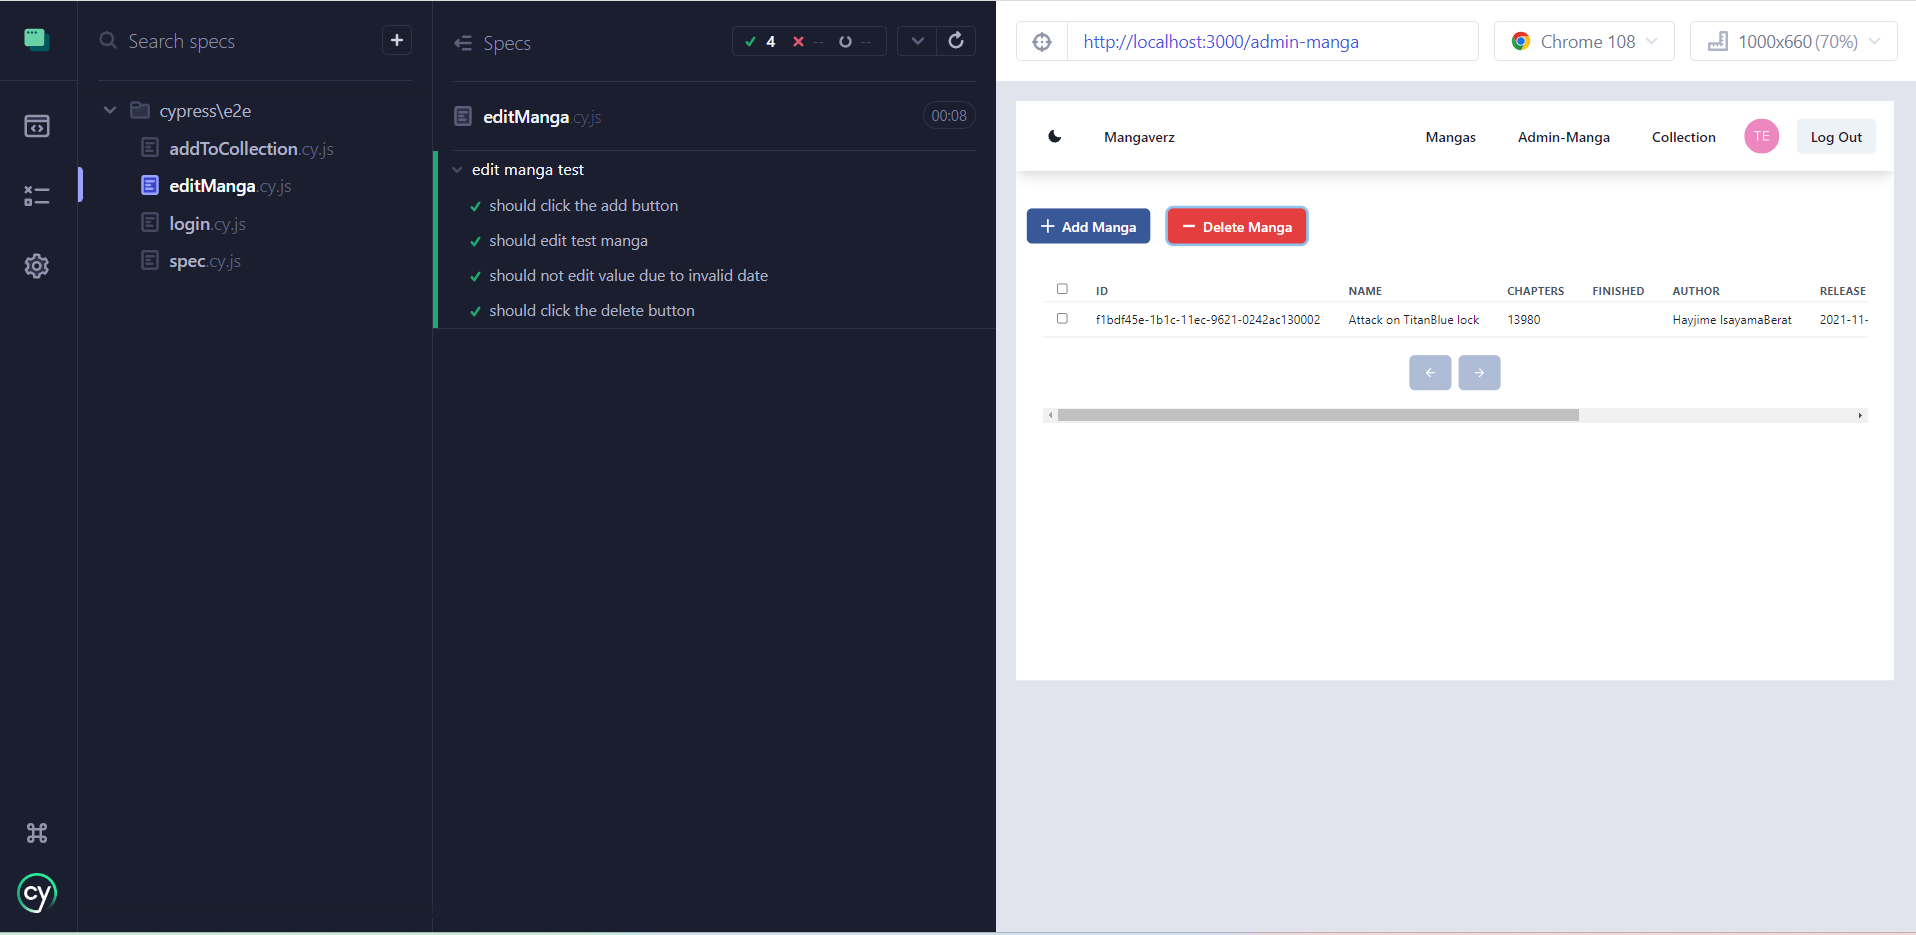 Search specs
+
cypress\e2e
addToCollection.cy.js
editManga.cy.js
login.cy.js
spec.cy.js
cy
Specs
4 -- --
editManga.cy.js
00:08
edit manga test
should click the add button
should edit test manga
should not edit value due to invalid date
should click the delete button
http://localhost:3000/admin-manga
Chrome 108
1000x660 (70%)
Mangaverz Mangas Admin-Manga Collection TE Log Out
+ Add Manga
− Delete Manga
ID NAME CHAPTERS FINISHED AUTHOR RELEASE
f1bdf45e-1b1c-11ec-9621-0242ac130002 Attack on TitanBlue lock 13980 Hayjime IsayamaBerat 2021-11-